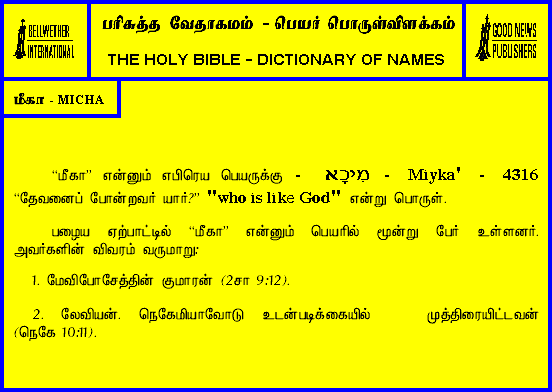 BELLWETHER
INTERNATIONAL
பரிசுத்த வேதாகமம் - பெயர் பொருள்விளக்கம்
THE HOLY BIBLE - DICTIONARY OF NAMES
GOOD NEWS
PUBLISHERS
மீகா - MICHA
“மீகா” என்னும் எபிரெய பெயருக்கு - מִיכָא - Miyka' - 4316
“தேவனைப் போன்றவர் யார்?” "who is like God" என்று பொருள்.
பழைய ஏற்பாட்டில் “மீகா” என்னும் பெயரில் மூன்று பேர் உள்ளனர்.
அவர்களின் விவரம் வருமாறு:
1. மேவிபோசேத்தின் குமாரன் (2சா 9:12).
2. லேவியன். நெகேமியாவோடு உடன்படிக்கையில் முத்திரையிட்டவன்
(நெகே 10:11).